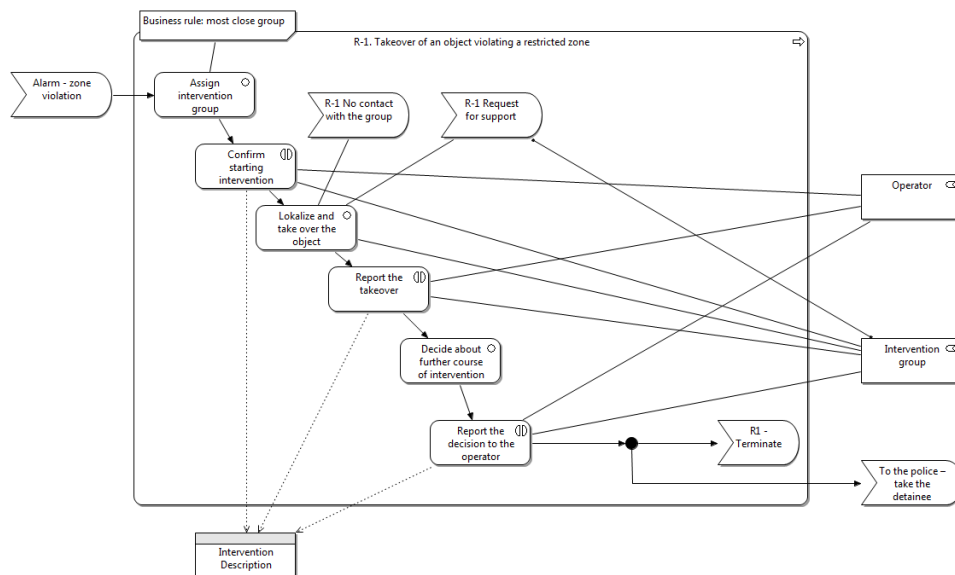 Business rule: most close group
R-1. Takeover of an object violating a restricted zone
Alarm - zone
violation
Assign
intervention
group
R-1 No contact
with the group
R-1 Request
for support
Confirm
starting
intervention
Operator
Lokalize and
take over the
object
Report the
takeover
Decide about
further course
of intervention
Intervention
group
Report the
decision to the
operator
R1 -
Terminate
To the police –
take the
detainee
Intervention
Description